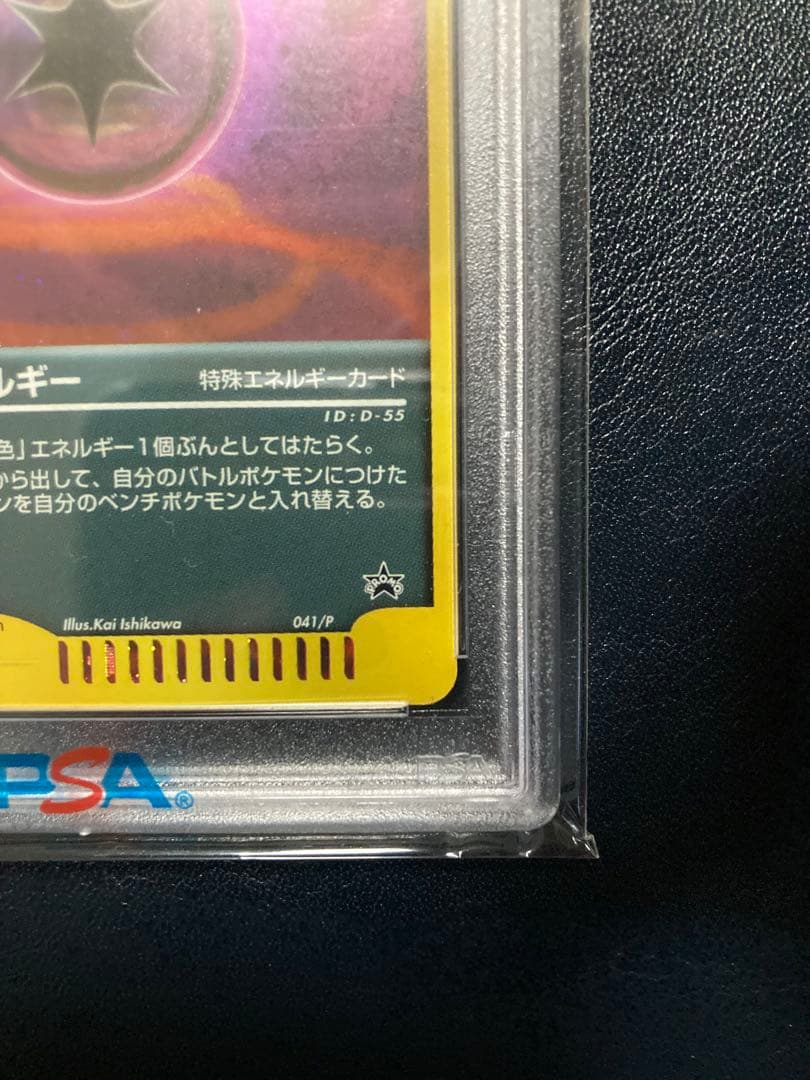 ルギー 特殊エネルギーカード
ID:D-55
色」エネルギー1個ぶんとしてはたらく。
から出して、自分のバトルポケモンにつけた
ンを自分のベンチポケモンと入れ替える。
PROMO
Illus.Kai Ishikawa 041/P
PSA®
PSA